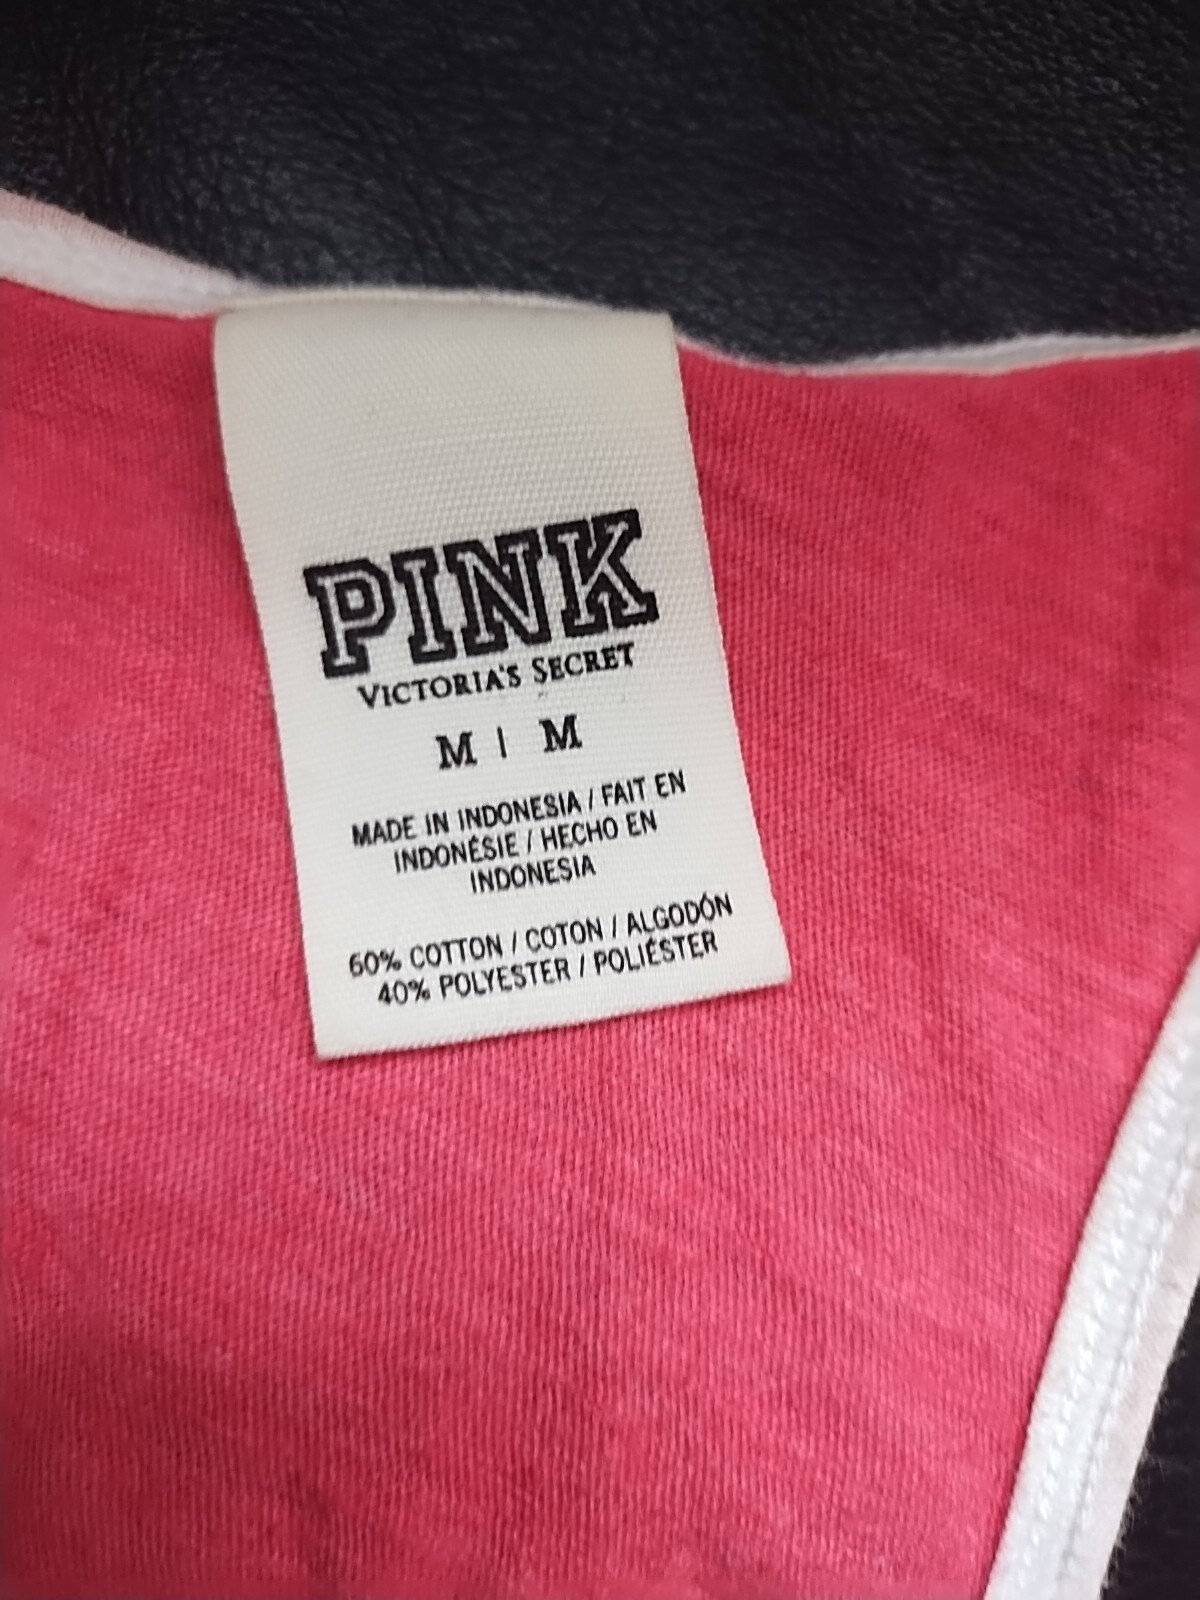 PINK
VICTORIA'S SECRET
M | M
MADE IN INDONESIA / FAIT EN
INDONÉSIE / HECHO EN
INDONESIA
60% COTTON / COTON / ALGODÓN
40% POLYESTER / POLIÉSTER